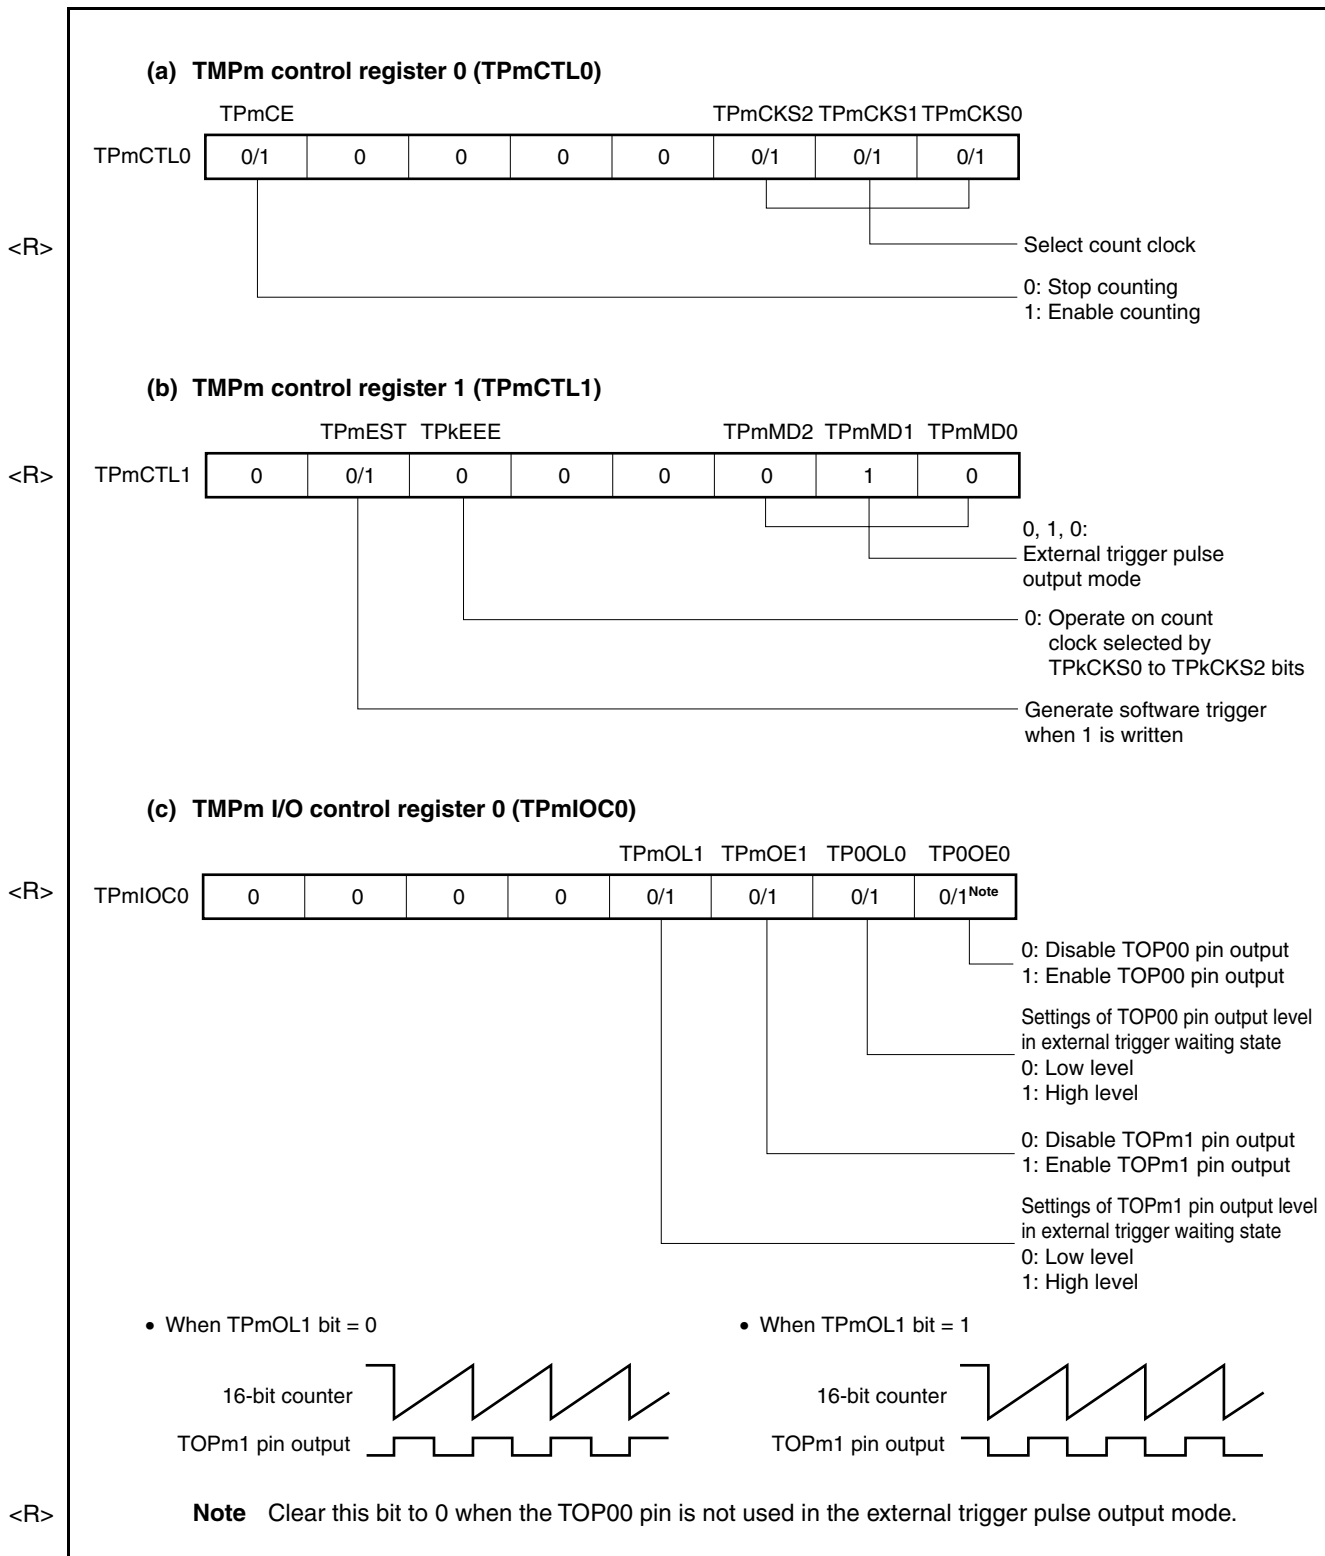 (a) TMPm control register 0 (TPmCTL0)
TPmCE TPmCKS2 TPmCKS1 TPmCKS0
TPmCTL0 0/1 0 0 0 0 0/1 0/1 0/1
<R> Select count clock
0: Stop counting
1: Enable counting
(b) TMPm control register 1 (TPmCTL1)
TPmEST TPkEEE TPmMD2 TPmMD1 TPmMD0
<R> TPmCTL1 0 0/1 0 0 0 0 1 0
0, 1, 0:
External trigger pulse
output mode
0: Operate on count
clock selected by
TPkCKS0 to TPkCKS2 bits
Generate software trigger
when 1 is written
(c) TMPm I/O control register 0 (TPmIOC0)
TPmOL1 TPmOE1 TP0OL0 TP0OE0
<R> TPmIOC0 0 0 0 0 0/1 0/1 0/1 0/1Note
0: Disable TOP00 pin output
1: Enable TOP00 pin output
Settings of TOP00 pin output level
in external trigger waiting state
0: Low level
1: High level
0: Disable TOPm1 pin output
1: Enable TOPm1 pin output
Settings of TOPm1 pin output level
in external trigger waiting state
0: Low level
1: High level
• When TPmOL1 bit = 0 • When TPmOL1 bit = 1
16-bit counter 16-bit counter
TOPm1 pin output TOPm1 pin output
<R> Note Clear this bit to 0 when the TOP00 pin is not used in the external trigger pulse output mode.